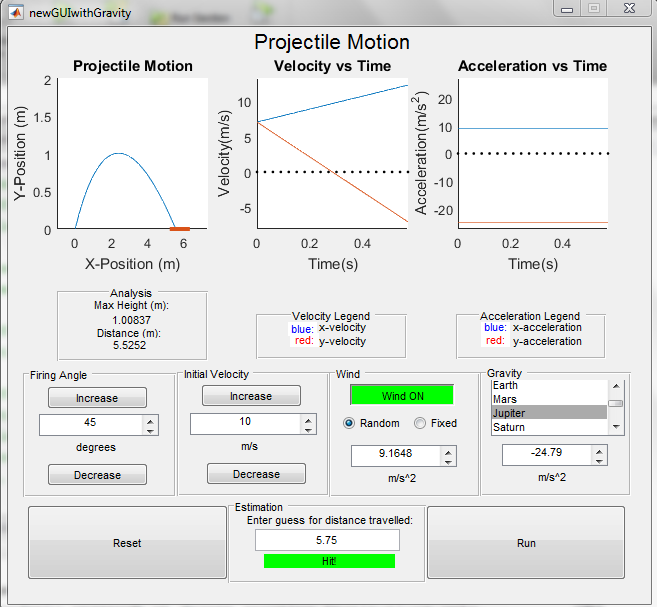 newGUIwithGravity
Projectile Motion
Projectile Motion
Velocity vs Time
Acceleration vs Time
Y-Position (m)
2
1.5
1
0.5
0
0 2 4 6
X-Position (m)
Velocity(m/s)
10
5
0
-5
0 0.2 0.4
Time(s)
Acceleration(m/s²)
20
10
0
-10
-20
0 0.2 0.4
Time(s)
Analysis
Max Height (m):
1.00837
Distance (m):
5.5252
Velocity Legend
blue: x-velocity
red: y-velocity
Acceleration Legend
blue: x-acceleration
red: y-acceleration
Firing Angle
Increase
45
degrees
Decrease
Initial Velocity
Increase
10
m/s
Decrease
Wind
Wind ON
Random Fixed
9.1648
m/s^2
Gravity
Earth
Mars
Jupiter
Saturn
-24.79
m/s^2
Reset
Estimation
Enter guess for distance travelled:
5.75
Hit!
Run